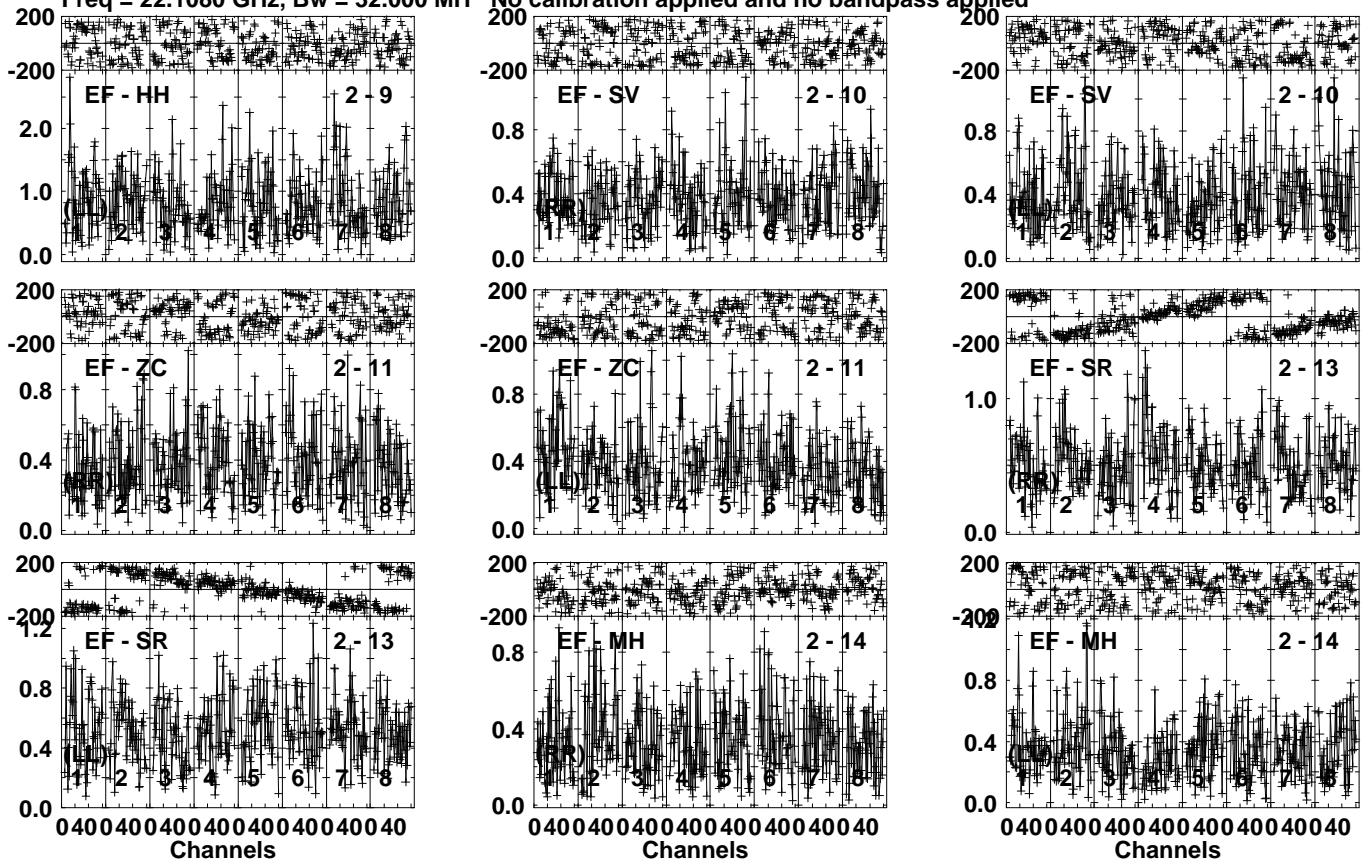 Freq = 22.1080 GHz, Bw = 32.000 MH No calibration applied and no bandpass applied
200 200 200
-200 -200 -200
EF - HH 2 - 9 EF - SV 2 - 10 EF - SV 2 - 10
2.0 0.8 0.8
1.0 0.4 0.4
(LL) (RR) (LL)
1 2 3 4 5 6 7 8 1 2 3 4 5 6 7 8 1 2 3 4 5 6 7 8
0.0 0.0 0.0
200 200 200
-200 -200 -200
EF - ZC 2 - 11 EF - ZC 2 - 11 EF - SR 2 - 13
0.8 0.8 1.0
0.4 0.4
(RR) (LL) (RR)
1 2 3 4 5 6 7 8 1 2 3 4 5 6 7 8 1 2 3 4 5 6 7 8
0.0 0.0 0.0
200 200 200
-200 -200 -200
1.2 1.2
EF - SR 2 - 13 EF - MH 2 - 14 EF - MH 2 - 14
0.8 0.8 0.8
0.4 0.4 0.4
(LL) (RR) (LL)
1 2 3 4 5 6 7 8 1 2 3 4 5 6 7 8 1 2 3 4 5 6 7 8
0.0 0.0 0.0
0 40 0 40 0 40 0 40 0 40 0 40 0 40 0 40 0 40 0 40 0 40 0 40 0 40 0 40 0 40 0 40 0 40 0 40 0 40 0 40 0 40 0 40 0 40 0 40
Channels Channels Channels